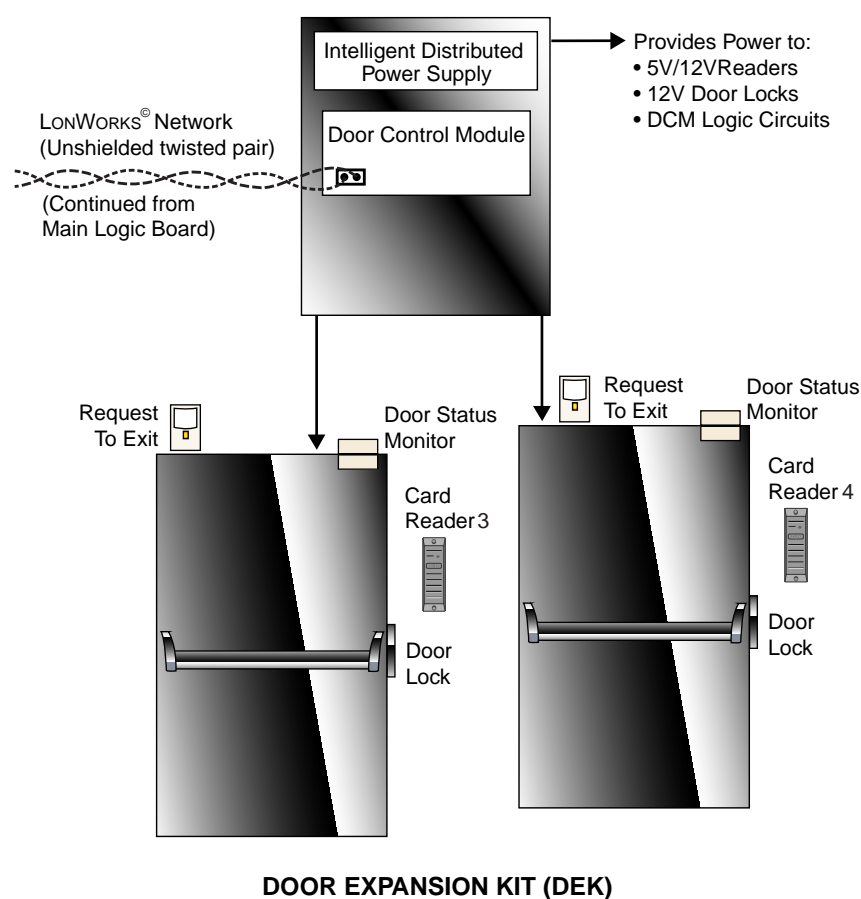 Intelligent Distributed
Power Supply
Provides Power to:
• 5V/12VReaders
• 12V Door Locks
• DCM Logic Circuits
LONWORKS© Network
(Unshielded twisted pair)
Door Control Module
(Continued from
Main Logic Board)
Request
To Exit
Door Status
Monitor
Card
Reader 3
Door
Lock
Request
To Exit
Door Status
Monitor
Card
Reader 4
Door
Lock
DOOR EXPANSION KIT (DEK)